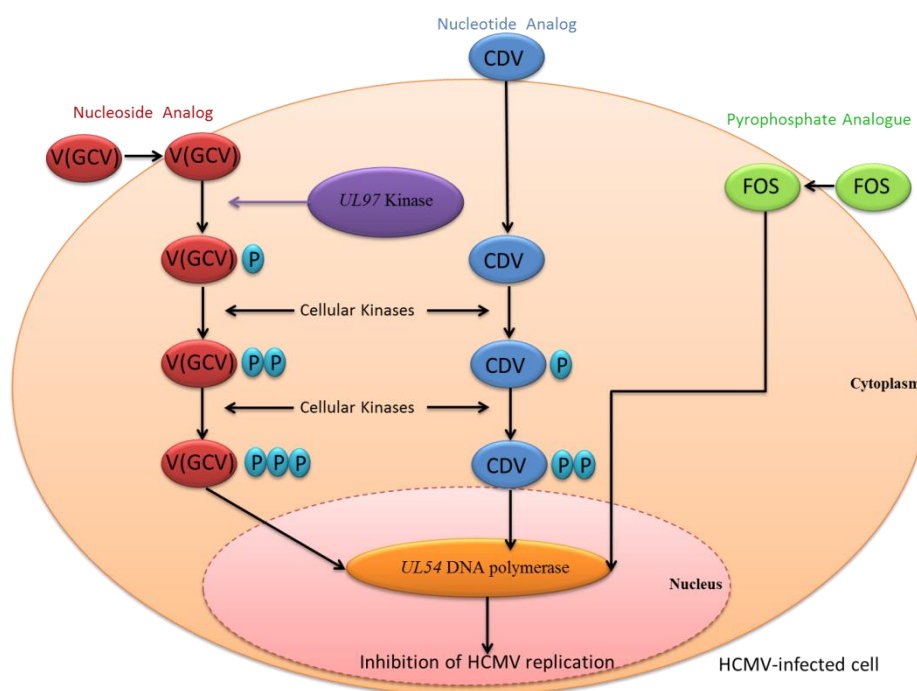 Nucleotide Analog
CDV
Nucleoside Analog
Pyrophosphate Analogue
V(GCV) V(GCV)
UL97 Kinase
FOS FOS
V(GCV) P
CDV
Cellular Kinases
V(GCV) P P
CDV P
Cytoplasm
Cellular Kinases
V(GCV) P P P
CDV P P
UL54 DNA polymerase
Nucleus
Inhibition of HCMV replication
HCMV-infected cell